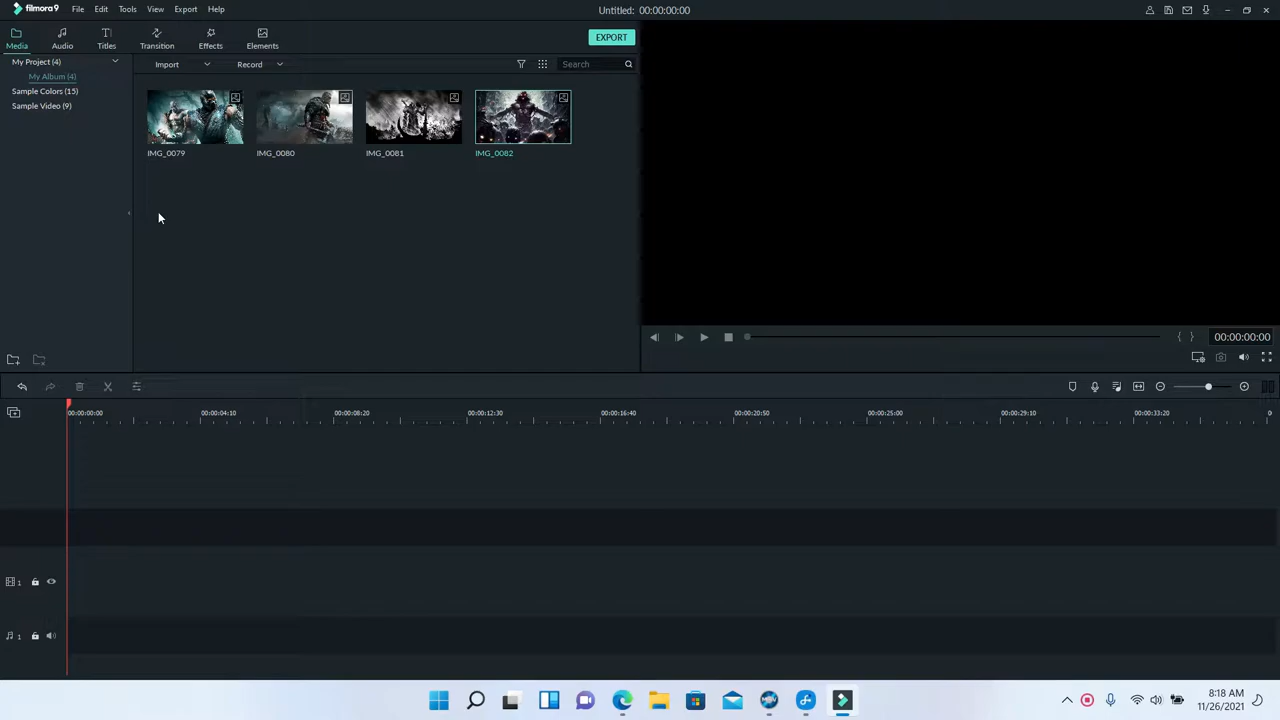 filmora9 File Edit Tools View Export Help Untitled: 00:00:00:00
Media Audio Titles Transition Effects Elements EXPORT
My Project (4) Import Record Search
My Album (4)
Sample Colors (15)
Sample Video (9)
IMG_0079 IMG_0080 IMG_0081 IMG_0082
00:00:00:00
00:00:00:00 00:00:04:10 00:00:08:20 00:00:12:30 00:00:16:40 00:00:20:50 00:00:25:00 00:00:29:10 00:00:33:20 0
1
1
8:18 AM
11/26/2021